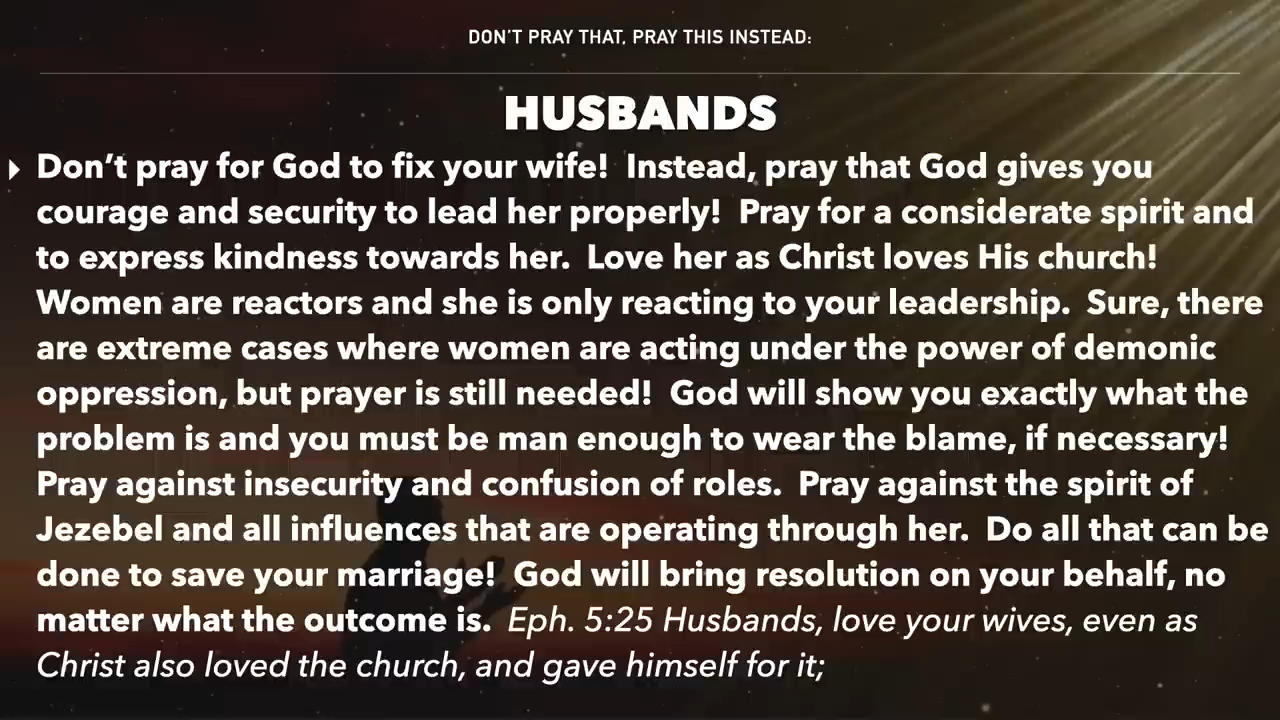 DON'T PRAY THAT, PRAY THIS INSTEAD:
HUSBANDS
Don't pray for God to fix your wife!  Instead, pray that God gives you
courage and security to lead her properly!  Pray for a considerate spirit and
to express kindness towards her.  Love her as Christ loves His church!
Women are reactors and she is only reacting to your leadership.  Sure, there
are extreme cases where women are acting under the power of demonic
oppression, but prayer is still needed!  God will show you exactly what the
problem is and you must be man enough to wear the blame, if necessary!
Pray against insecurity and confusion of roles.  Pray against the spirit of
Jezebel and all influences that are operating through her.  Do all that can be
done to save your marriage!  God will bring resolution on your behalf, no
matter what the outcome is.  Eph. 5:25 Husbands, love your wives, even as
Christ also loved the church, and gave himself for it;